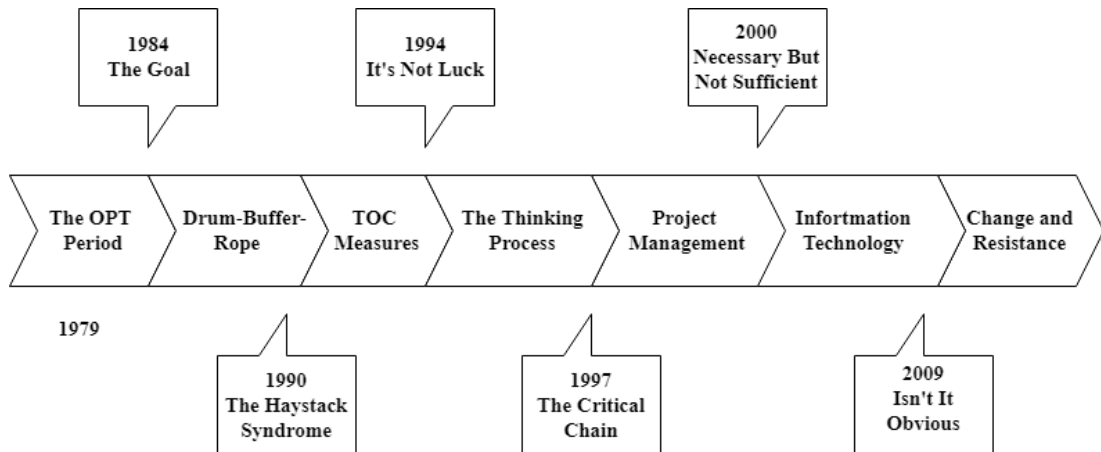 1984
The Goal
1994
It's Not Luck
2000
Necessary But
Not Sufficient
The OPT
Period
Drum-Buffer-
Rope
TOC
Measures
The Thinking
Process
Project
Management
Infortmation
Technology
Change and
Resistance
1979
1990
The Haystack
Syndrome
1997
The Critical
Chain
2009
Isn't It
Obvious